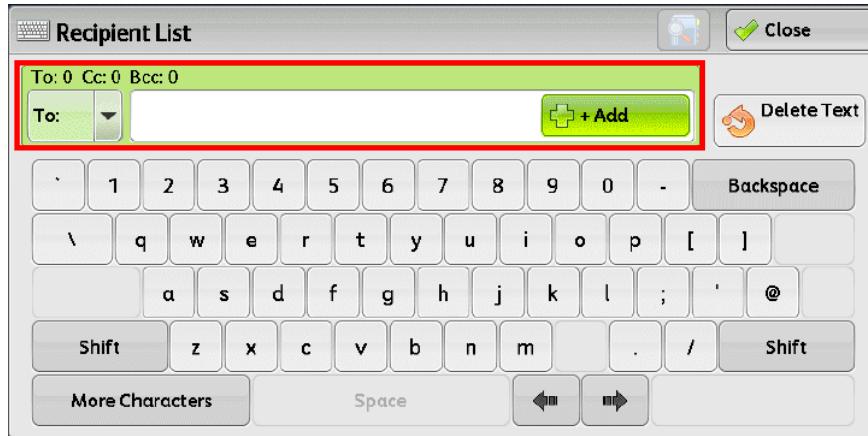 Recipient List
Close
To: 0 Cc: 0 Bcc: 0
To:
+ Add
Delete Text
` 1 2 3 4 5 6 7 8 9 0 - Backspace
\ q w e r t y u i o p [ ]
a s d f g h j k l ; ' @
Shift z x c v b n m . / Shift
More Characters Space